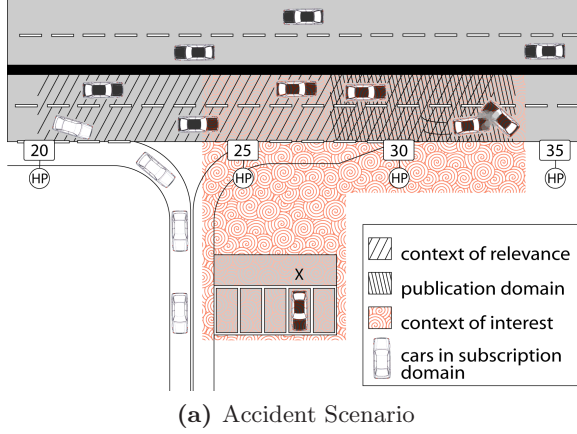 20
25
30
35
HP
HP
HP
HP
X
context of relevance
publication domain
context of interest
cars in subscription
domain
(a) Accident Scenario